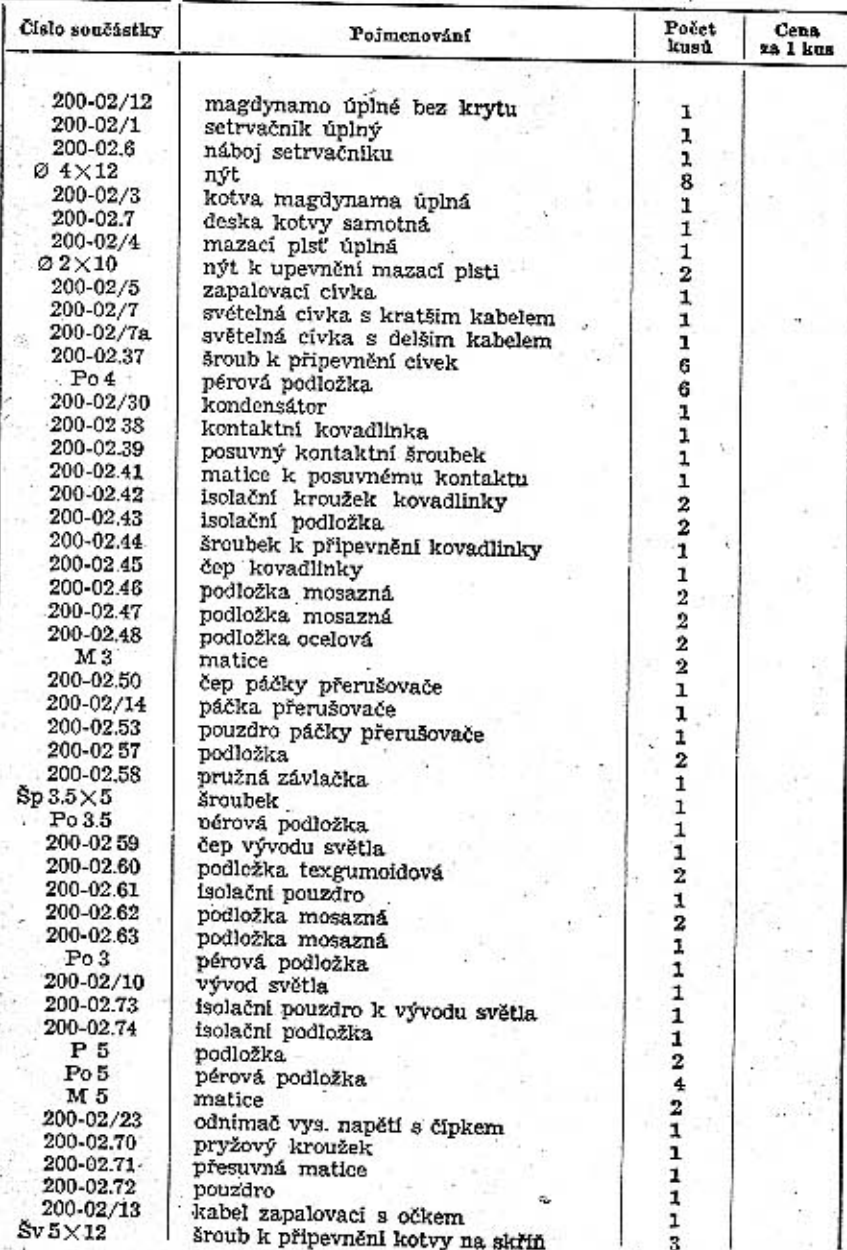 Číslo součástky Pojmenování Počet kusů Cena za 1 kus
200-02/12 magdynamo úplné bez krytu 1
200-02/1 setrvačník úplný 1
200-02.6 náboj setrvačníku 1
Ø 4×12 nýt 8
200-02/3 kotva magdynama úplná 1
200-02.7 deska kotvy samotná 1
200-02/4 mazací plsť úplná 1
Ø 2×10 nýt k upevnění mazací plsti 2
200-02/5 zapalovací cívka 1
200-02/7 světelná cívka s kratším kabelem 1
200-02/7a světelná cívka s delším kabelem 1
200-02.37 šroub k připevnění cívek 6
Po 4 pérová podložka 6
200-02/30 kondensátor 1
200-02 38 kontaktní kovadlinka 1
200-02.39 posuvný kontaktní šroubek 1
200-02.41 matice k posuvnému kontaktu 1
200-02.42 isolační kroužek kovadlinky 2
200-02.43 isolační podložka 2
200-02.44 šroubek k připevnění kovadlinky 1
200-02.45 čep kovadlinky 1
200-02.46 podložka mosazná 2
200-02.47 podložka mosazná 2
200-02.48 podložka ocelová 2
M 3 matice 2
200-02.50 čep páčky přerušovače 1
200-02/14 páčka přerušovače 1
200-02.53 pouzdro páčky přerušovače 1
200-02 57 podložka 2
200-02.58 pružná závlačka 1
Šp 3.5×5 šroubek 1
Po 3.5 pérová podložka 1
200-02 59 čep vývodu světla 1
200-02.60 podložka texgumoidová 2
200-02.61 isolační pouzdro 1
200-02.62 podložka mosazná 2
200-02.63 podložka mosazná 1
Po 3 pérová podložka 1
200-02/10 vývod světla 1
200-02.73 isolační pouzdro k vývodu světla 1
200-02.74 isolační podložka 1
P 5 podložka 2
Po 5 pérová podložka 4
M 5 matice 2
200-02/23 odnímač vys. napětí s čípkem 1
200-02.70 pryžový kroužek 1
200-02.71 přesuvná matice 1
200-02.72 pouzdro 1
200-02/13 kabel zapalovací s očkem 1
Šv 5×12 šroub k připevnění kotvy na skříň 3